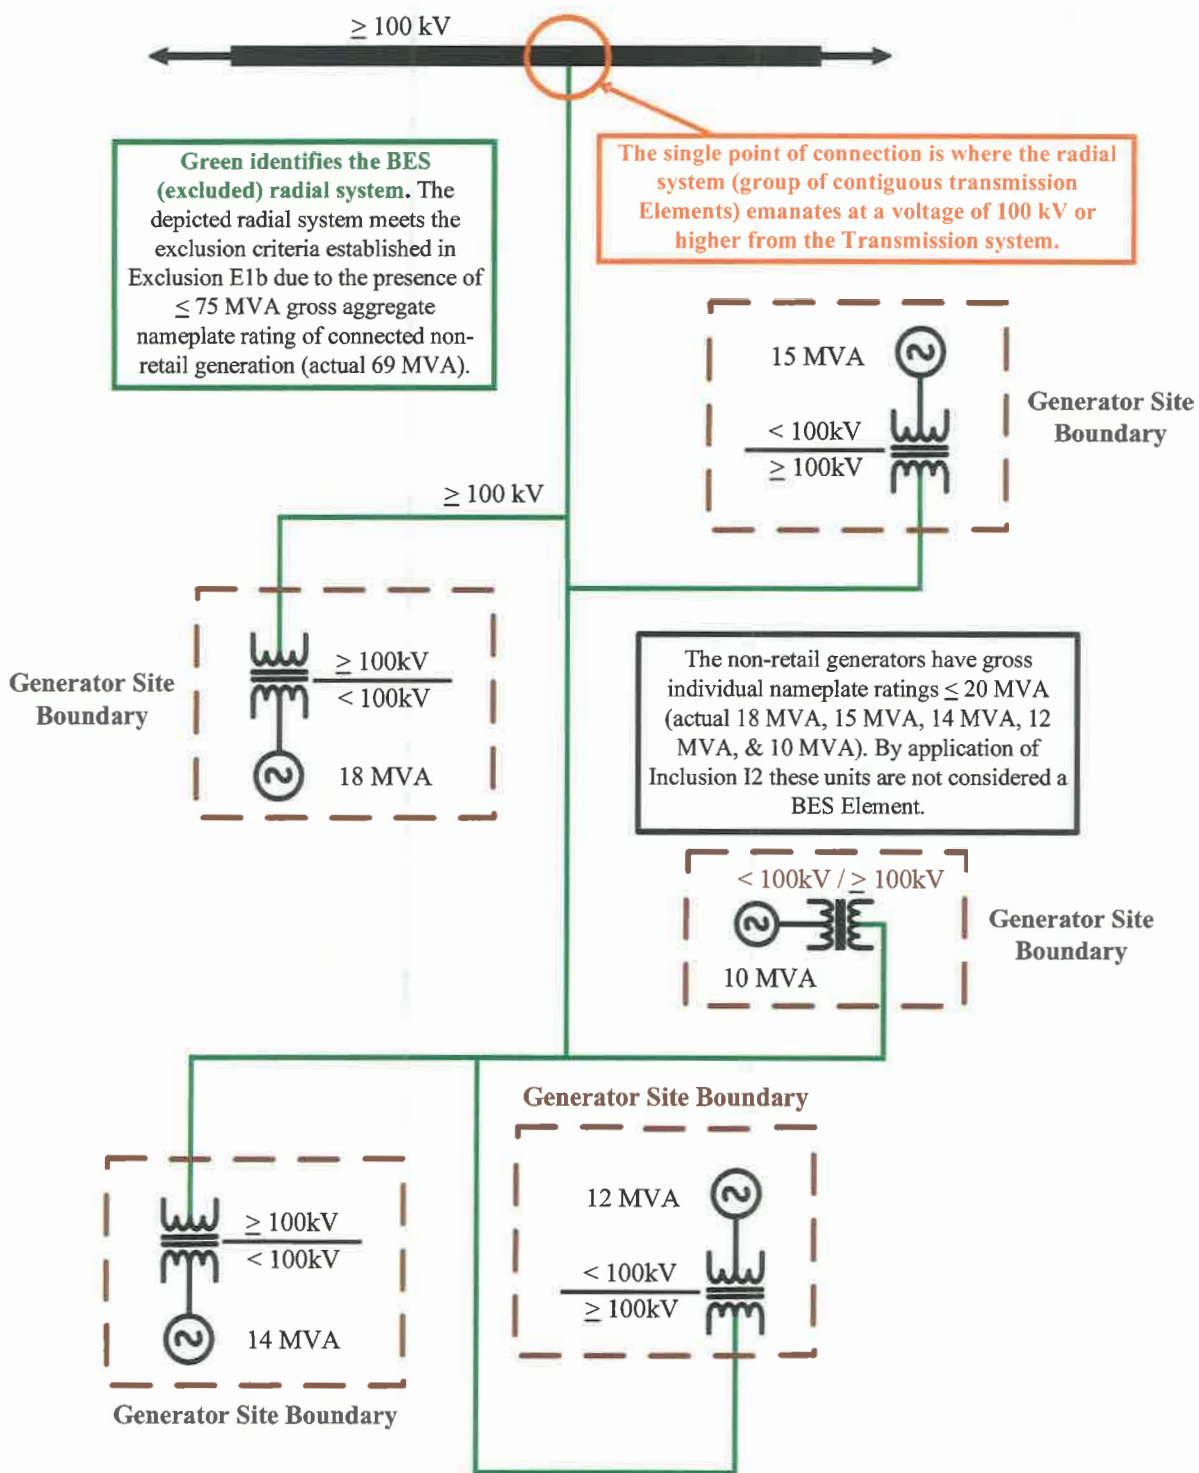 ≥ 100 kV
Green identifies the BES
(excluded) radial system. The
depicted radial system meets the
exclusion criteria established in
Exclusion E1b due to the presence of
≤ 75 MVA gross aggregate
nameplate rating of connected non-
retail generation (actual 69 MVA).
The single point of connection is where the radial
system (group of contiguous transmission
Elements) emanates at a voltage of 100 kV or
higher from the Transmission system.
15 MVA
< 100kV
≥ 100kV
Generator Site
Boundary
≥ 100 kV
Generator Site
Boundary
≥ 100kV
< 100kV
18 MVA
The non-retail generators have gross
individual nameplate ratings ≤ 20 MVA
(actual 18 MVA, 15 MVA, 14 MVA, 12
MVA, & 10 MVA). By application of
Inclusion I2 these units are not considered a
BES Element.
< 100kV / ≥ 100kV
10 MVA
Generator Site
Boundary
Generator Site Boundary
12 MVA
< 100kV
≥ 100kV
≥ 100kV
< 100kV
14 MVA
Generator Site Boundary